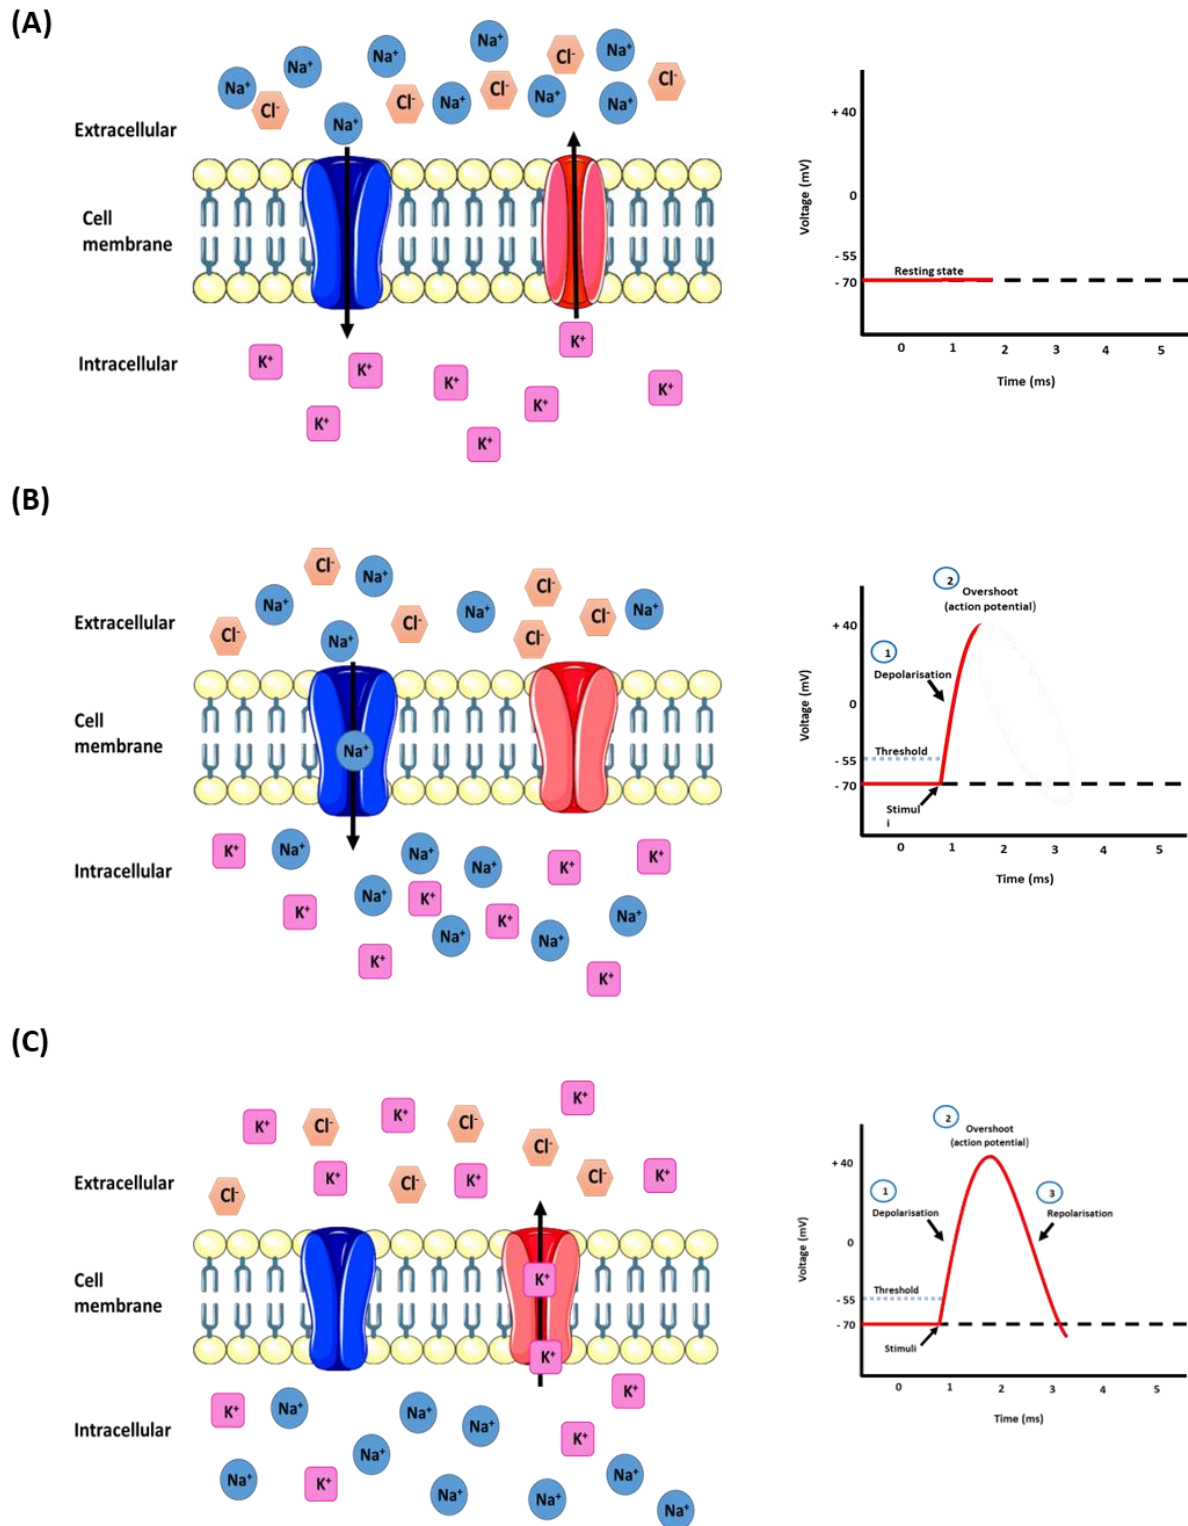 (A)
Na⁺ Na⁺ Na⁺ Na⁺ Cl⁻ Na⁺ Cl⁻
Na⁺ Cl⁻ Na⁺ Cl⁻ Na⁺ Cl⁻ Na⁺ Na⁺
Extracellular
Cell
membrane
Intracellular
K⁺ K⁺ K⁺ K⁺ K⁺ K⁺ K⁺ K⁺
+ 40
0
- 55
- 70
Voltage (mV)
Resting state
0 1 2 3 4 5
Time (ms)
(B)
Cl⁻ Na⁺ Cl⁻
Na⁺ Cl⁻ Na⁺ Cl⁻ Na⁺
Extracellular
Cl⁻ Na⁺ Cl⁻
Cell
membrane
Na⁺
Intracellular
K⁺ Na⁺ Na⁺ Na⁺ K⁺ K⁺
K⁺ Na⁺ K⁺ K⁺ Na⁺
K⁺ Na⁺ Na⁺ K⁺
2
Overshoot
(action potential)
+ 40
1
Depolarisation
0
Voltage (mV)
Threshold
- 55
- 70
Stimul
i
0 1 2 3 4 5
Time (ms)
(C)
K⁺ Cl⁻ K⁺ Cl⁻ K⁺
Cl⁻
Extracellular
Cl⁻ K⁺ Cl⁻ K⁺ Cl⁻ K⁺
Cell
membrane
K⁺
K⁺
Intracellular
K⁺ Na⁺ Na⁺ Na⁺ K⁺
Na⁺ K⁺
Na⁺ K⁺ Na⁺ Na⁺ Na⁺ Na⁺
2
Overshoot
(action potential)
+ 40
1
Depolarisation
3
Repolarisation
0
Voltage (mV)
Threshold
- 55
- 70
Stimuli
0 1 2 3 4 5
Time (ms)